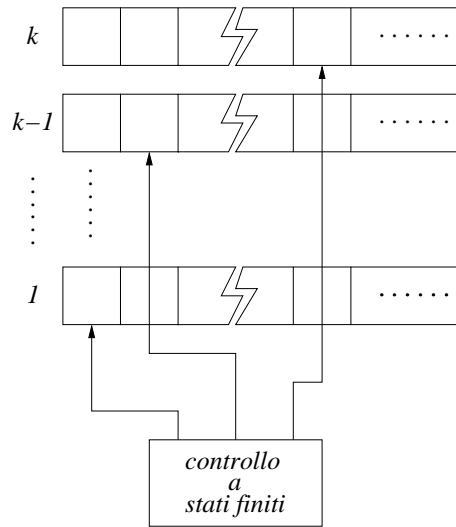 k
k−1
1
controllo
a
stati finiti